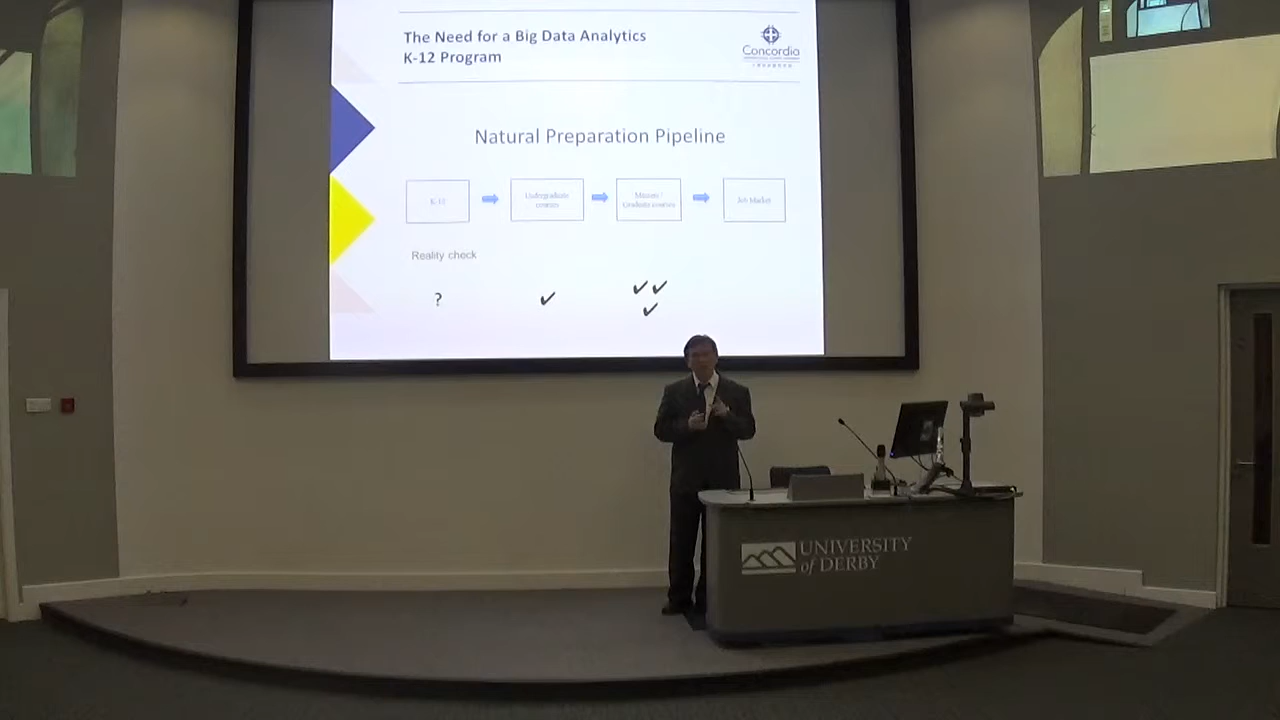 The Need for a Big Data Analytics
K-12 Program
Concordia
Natural Preparation Pipeline
K-12
Undergraduate
courses
Masters /
Graduate courses
Job Market
Reality check
?
✓
✓✓
✓
UNIVERSITY
of DERBY